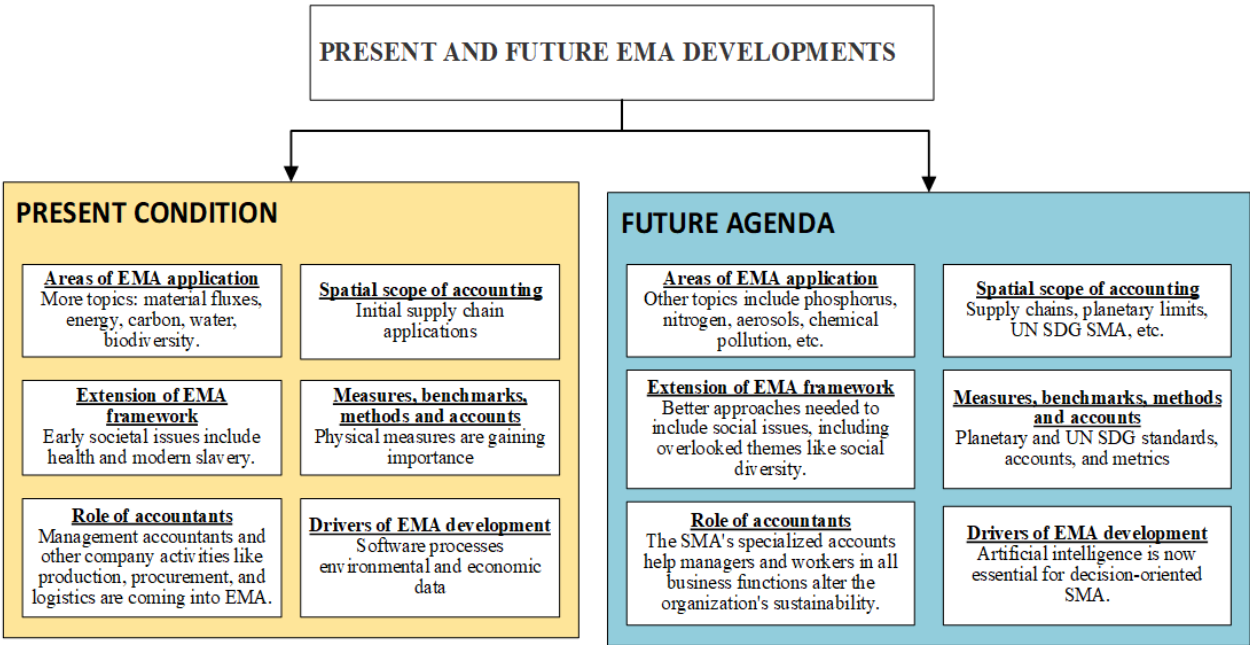 PRESENT AND FUTURE EMA DEVELOPMENTS
PRESENT CONDITION
Areas of EMA application
More topics: material fluxes,
energy, carbon, water,
biodiversity.
Spatial scope of accounting
Initial supply chain
applications
Extension of EMA
framework
Early societal issues include
health and modern slavery.
Measures, benchmarks,
methods and accounts
Physical measures are gaining
importance
Role of accountants
Management accountants and
other company activities like
production, procurement, and
logistics are coming into EMA.
Drivers of EMA development
Software processes
environmental and economic
data
FUTURE AGENDA
Areas of EMA application
Other topics include phosphorus,
nitrogen, aerosols, chemical
pollution, etc.
Spatial scope of accounting
Supply chains, planetary limits,
UN SDG SMA, etc.
Extension of EMA framework
Better approaches needed to
include social issues, including
overlooked themes like social
diversity.
Measures, benchmarks, methods
and accounts
Planetary and UN SDG standards,
accounts, and metrics
Role of accountants
The SMA's specialized accounts
help managers and workers in all
business functions alter the
organization's sustainability.
Drivers of EMA development
Artificial intelligence is now
essential for decision-oriented
SMA.